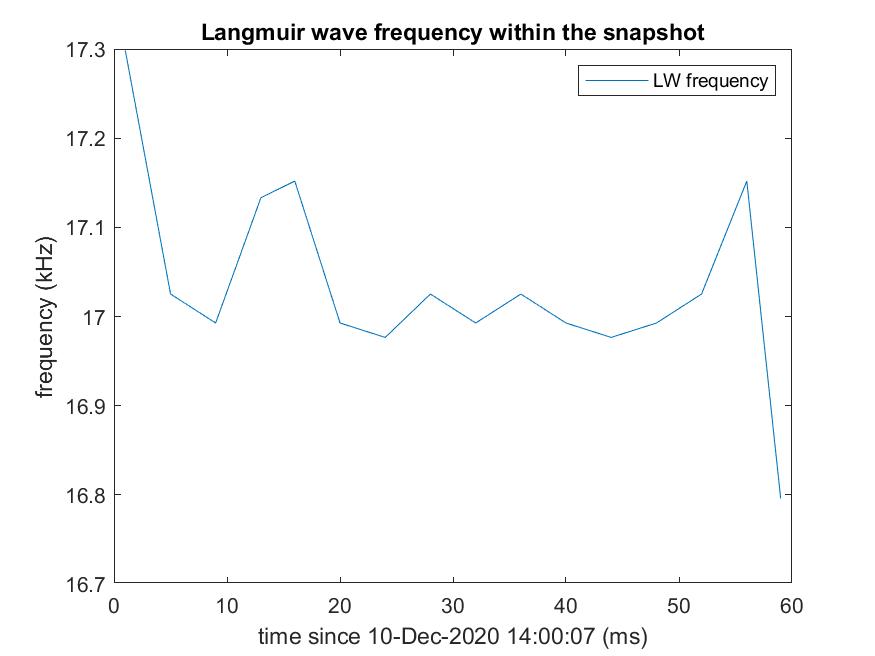 Langmuir wave frequency within the snapshot
17.3
17.2
17.1
17
16.9
16.8
16.7
frequency (kHz)
LW frequency
0 10 20 30 40 50 60
time since 10-Dec-2020 14:00:07 (ms)